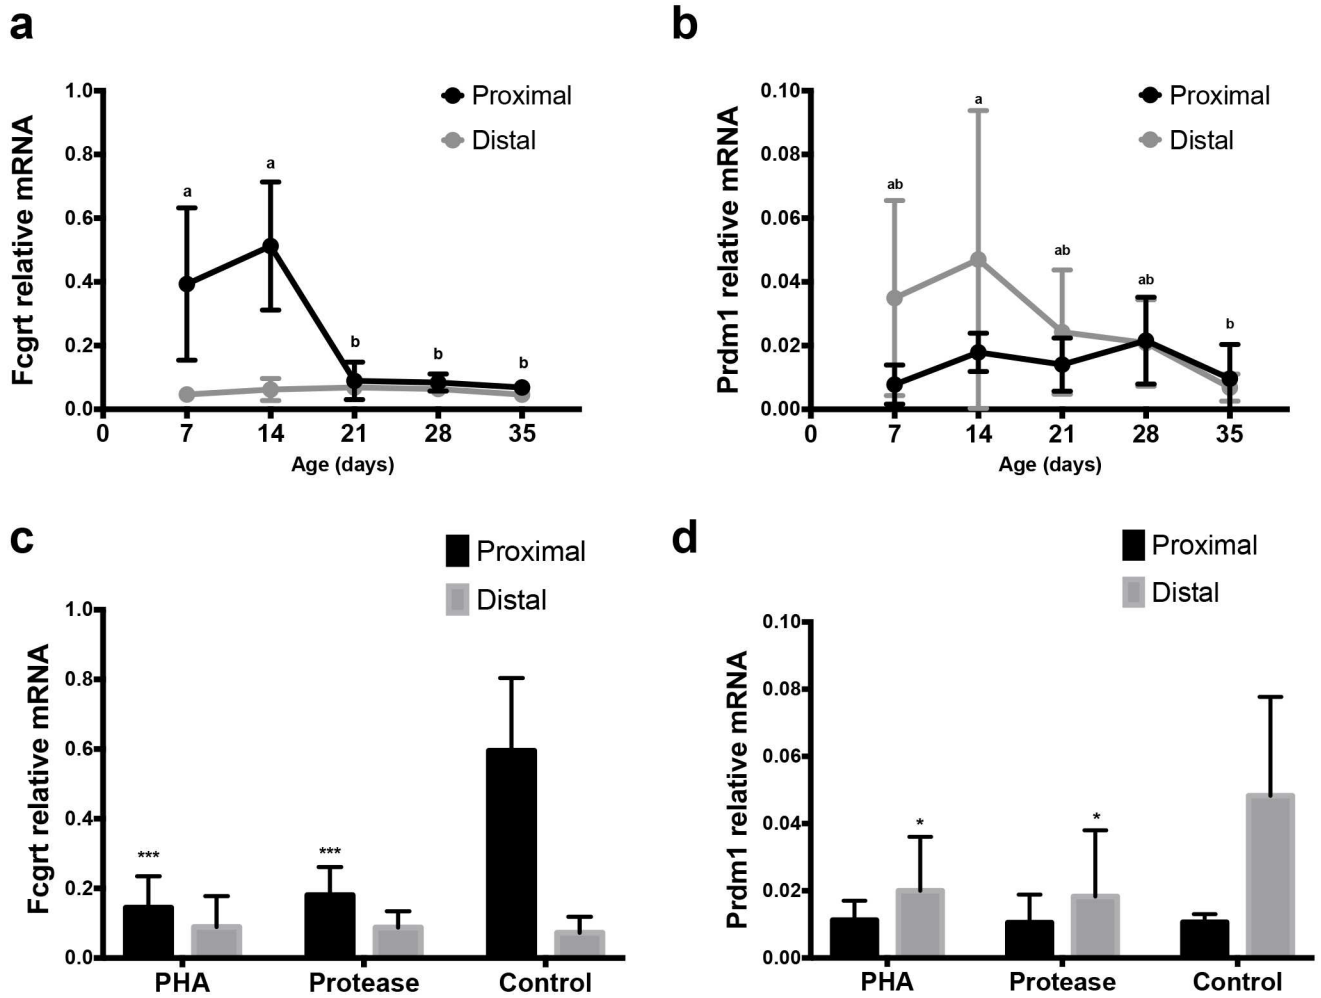 a
Fcgrt relative mRNA
1.0
0.8
0.6
0.4
0.2
0.0
0 7 14 21 28 35
Age (days)
Proximal
Distal
a
a
b
b
b
b
Prdm1 relative mRNA
0.10
0.08
0.06
0.04
0.02
0.00
0 7 14 21 28 35
Age (days)
Proximal
Distal
ab
a
ab
ab
b
c
Fcgrt relative mRNA
1.0
0.8
0.6
0.4
0.2
0.0
PHA Protease Control
Proximal
Distal
***
***
d
Prdm1 relative mRNA
0.10
0.08
0.06
0.04
0.02
0.00
PHA Protease Control
Proximal
Distal
*
*